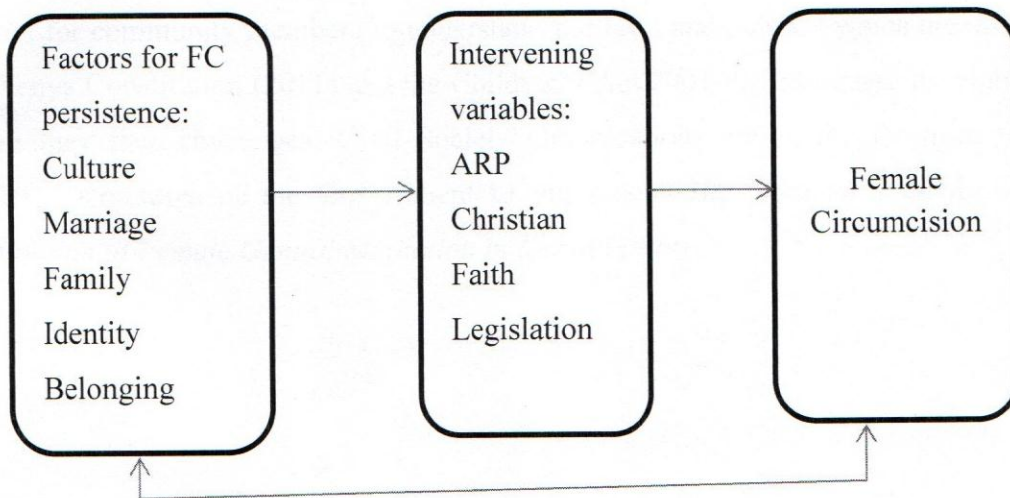 Factors for FC
persistence:
Culture
Marriage
Family
Identity
Belonging
Intervening
variables:
ARP
Christian
Faith
Legislation
Female
Circumcision